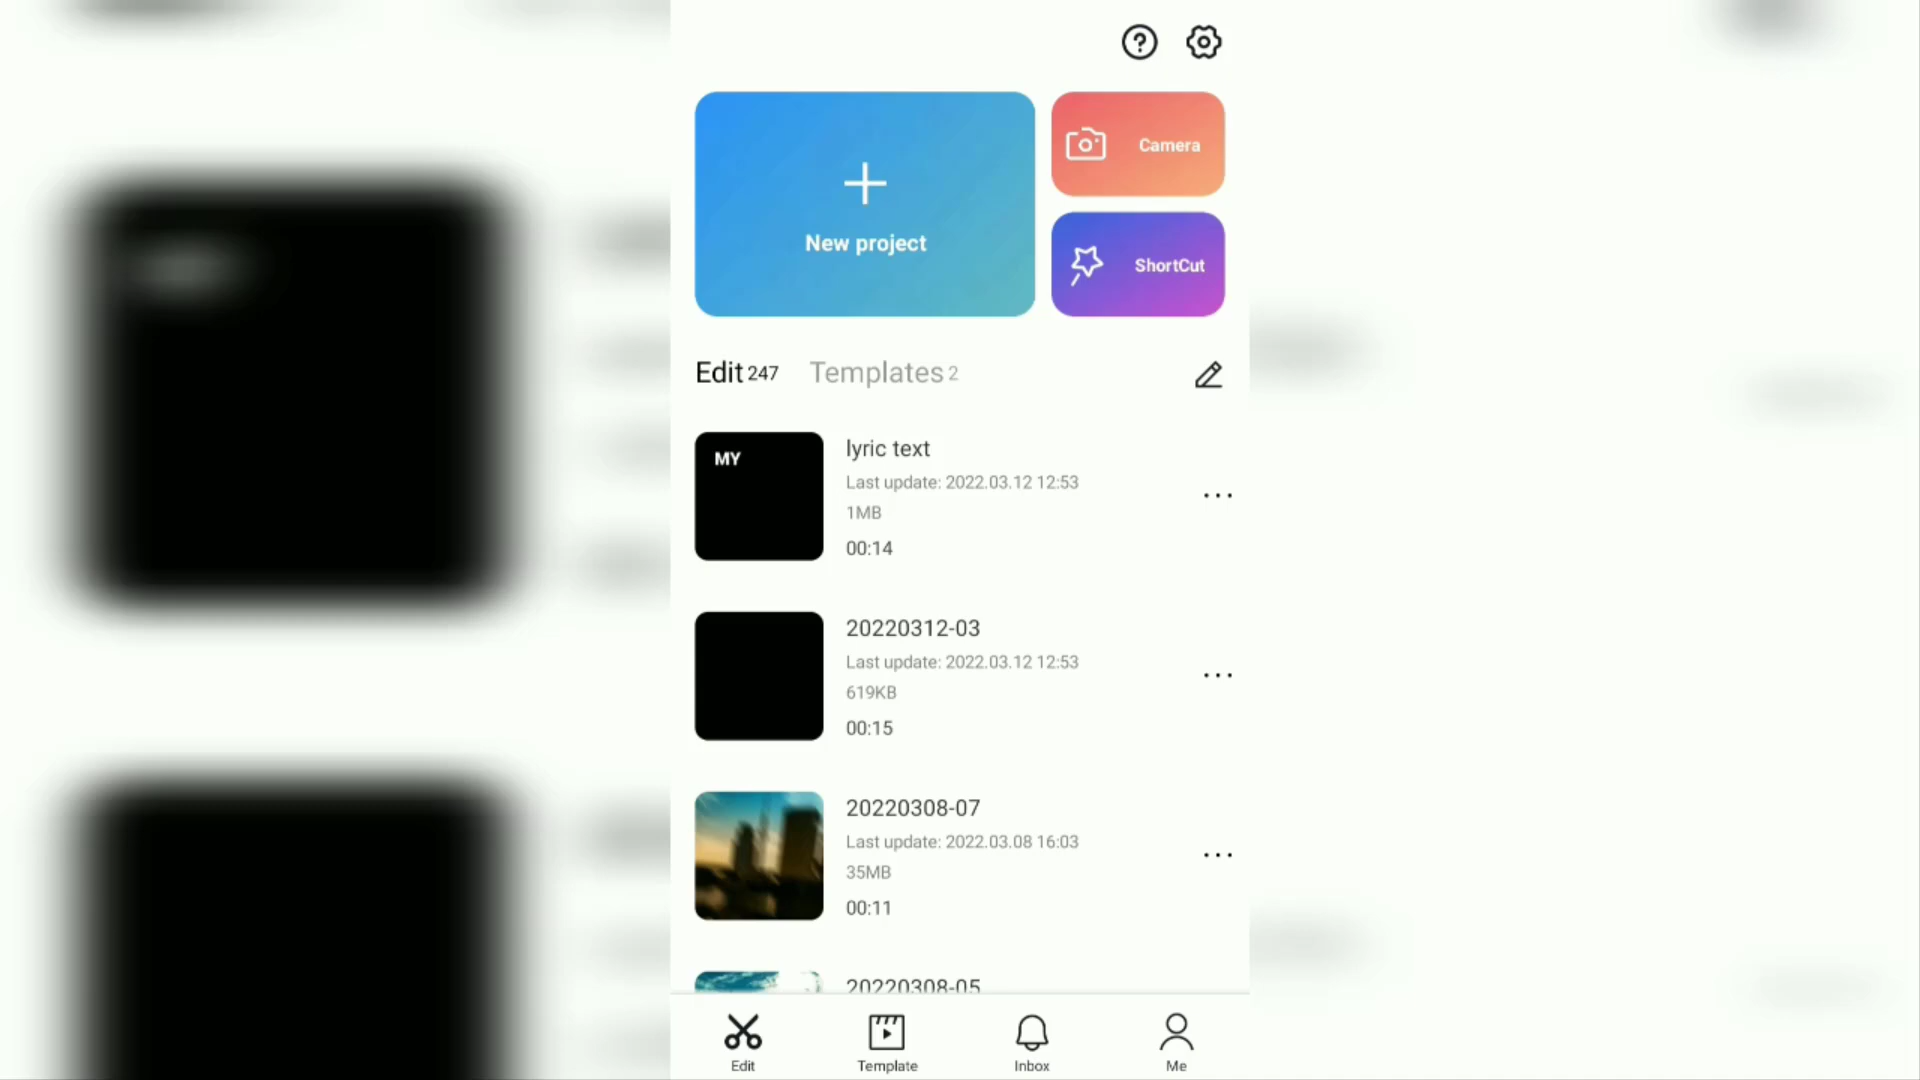 New project
Camera
ShortCut
Edit 247
Templates 2
MY
lyric text
Last update: 2022.03.12 12:53
1MB
00:14
20220312-03
Last update: 2022.03.12 12:53
619KB
00:15
20220308-07
Last update: 2022.03.08 16:03
35MB
00:11
20220308-05
Edit
Template
Inbox
Me